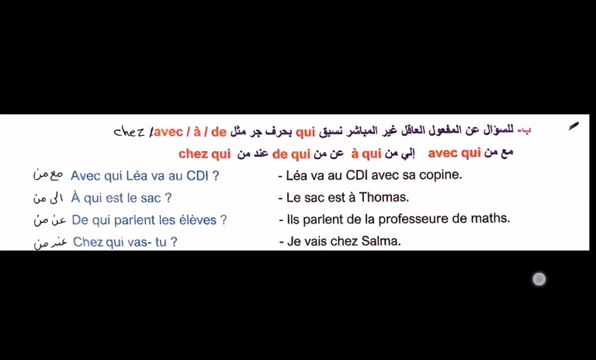 ب- للسؤال عن المفعول العاقل غير المباشر نسبق qui بحرف جر مثل avec / à / de/ chez
مع من avec qui إلي من à qui عن من de qui عند من chez qui
مع من Avec qui Léa va au CDI ? - Léa va au CDI avec sa copine.
الى من À qui est le sac ? - Le sac est à Thomas.
عن من De qui parlent les élèves ? - Ils parlent de la professeure de maths.
عند من Chez qui vas- tu ? - Je vais chez Salma.